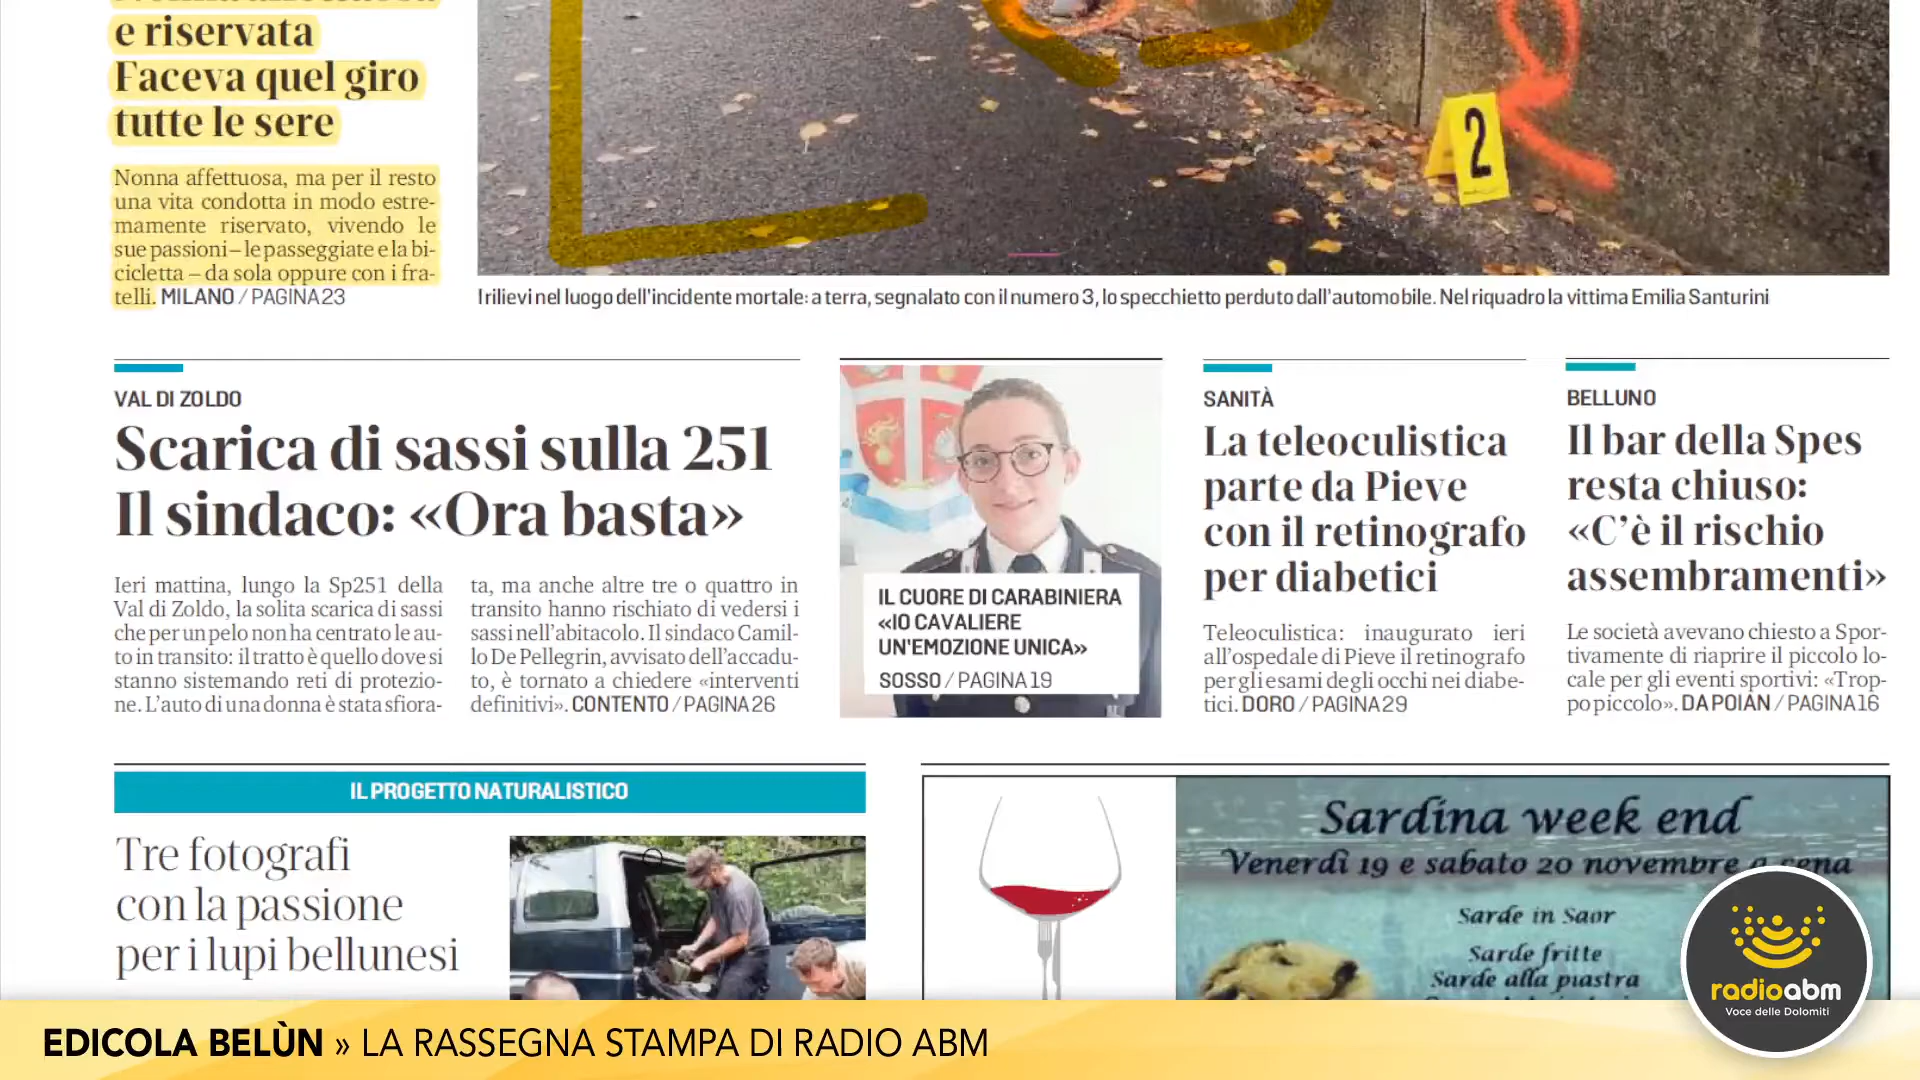 e riservata
Faceva quel giro
tutte le sere
Nonna affettuosa, ma per il resto
una vita condotta in modo estre-
mamente riservato, vivendo le
sue passioni – le passeggiate e la bi-
cicletta – da sola oppure con i fra-
telli. MILANO / PAGINA 23
2
I rilievi nel luogo dell'incidente mortale: a terra, segnalato con il numero 3, lo specchietto perduto dall'automobile. Nel riquadro la vittima Emilia Santurini
VAL DI ZOLDO
Scarica di sassi sulla 251
Il sindaco: «Ora basta»
Ieri mattina, lungo la Sp251 della
Val di Zoldo, la solita scarica di sassi
che per un pelo non ha centrato le au-
to in transito: il tratto è quello dove si
stanno sistemando reti di protezio-
ne. L'auto di una donna è stata sfiora-
ta, ma anche altre tre o quattro in
transito hanno rischiato di vedersi i
sassi nell'abitacolo. Il sindaco Camil-
lo De Pellegrin, avvisato dell'accadu-
to, è tornato a chiedere «interventi
definitivi». CONTENTO / PAGINA 26
IL CUORE DI CARABINIERA
«IO CAVALIERE
UN'EMOZIONE UNICA»
SOSSO / PAGINA 19
SANITÀ
La teleoculistica
parte da Pieve
con il retinografo
per diabetici
Teleoculistica: inaugurato ieri
all'ospedale di Pieve il retinografo
per gli esami degli occhi nei diabe-
tici. DORO / PAGINA 29
BELLUNO
Il bar della Spes
resta chiuso:
«C'è il rischio
assembramenti»
Le società avevano chiesto a Spor-
tivamente di riaprire il piccolo lo-
cale per gli eventi sportivi: «Trop-
po piccolo». DA POIAN / PAGINA 16
IL PROGETTO NATURALISTICO
Tre fotografi
con la passione
per i lupi bellunesi
Sardina week end
Venerdì 19 e sabato 20 novembre a cena
Sarde in Saor
Sarde fritte
Sarde alla piastra
radioabm
Voce delle Dolomiti
EDICOLA BELÙN » LA RASSEGNA STAMPA DI RADIO ABM